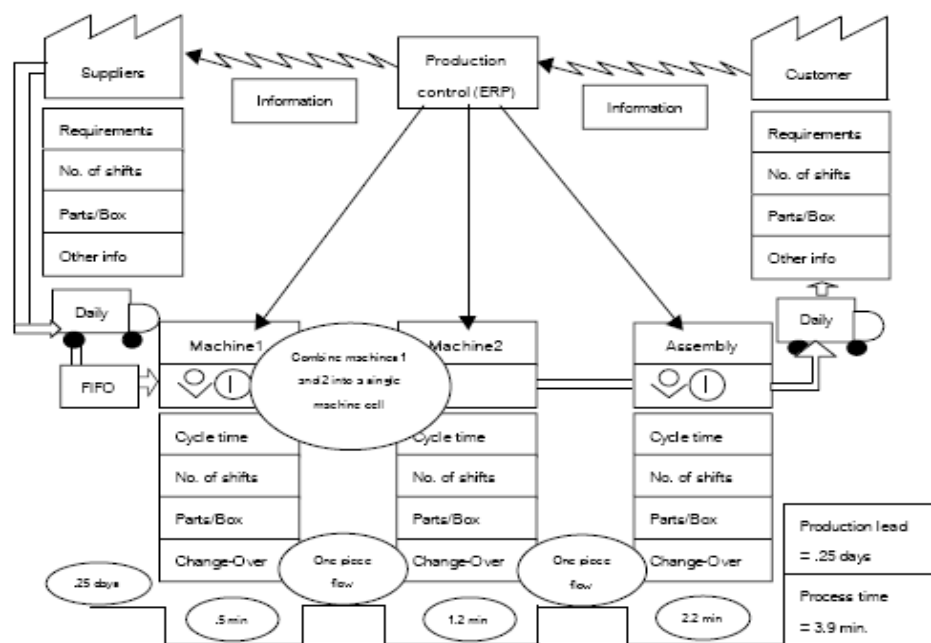 Suppliers
Information
Production
control (ERP)
Information
Customer
Requirements
No. of shifts
Parts/Box
Other info
Requirements
No. of shifts
Parts/Box
Other info
Daily
Daily
FIFO
Machine1
Combine machines 1
and 2 into a single
machine cell
Machine2
Assembly
Cycle time
No. of shifts
Parts/Box
Change-Over
Cycle time
No. of shifts
Parts/Box
Change-Over
Cycle time
No. of shifts
Parts/Box
Change-Over
One piece
flow
One piece
flow
.25 days
.5 min
1.2 min
2.2 min
Production lead
= .25 days
Process time
= 3.9 min.